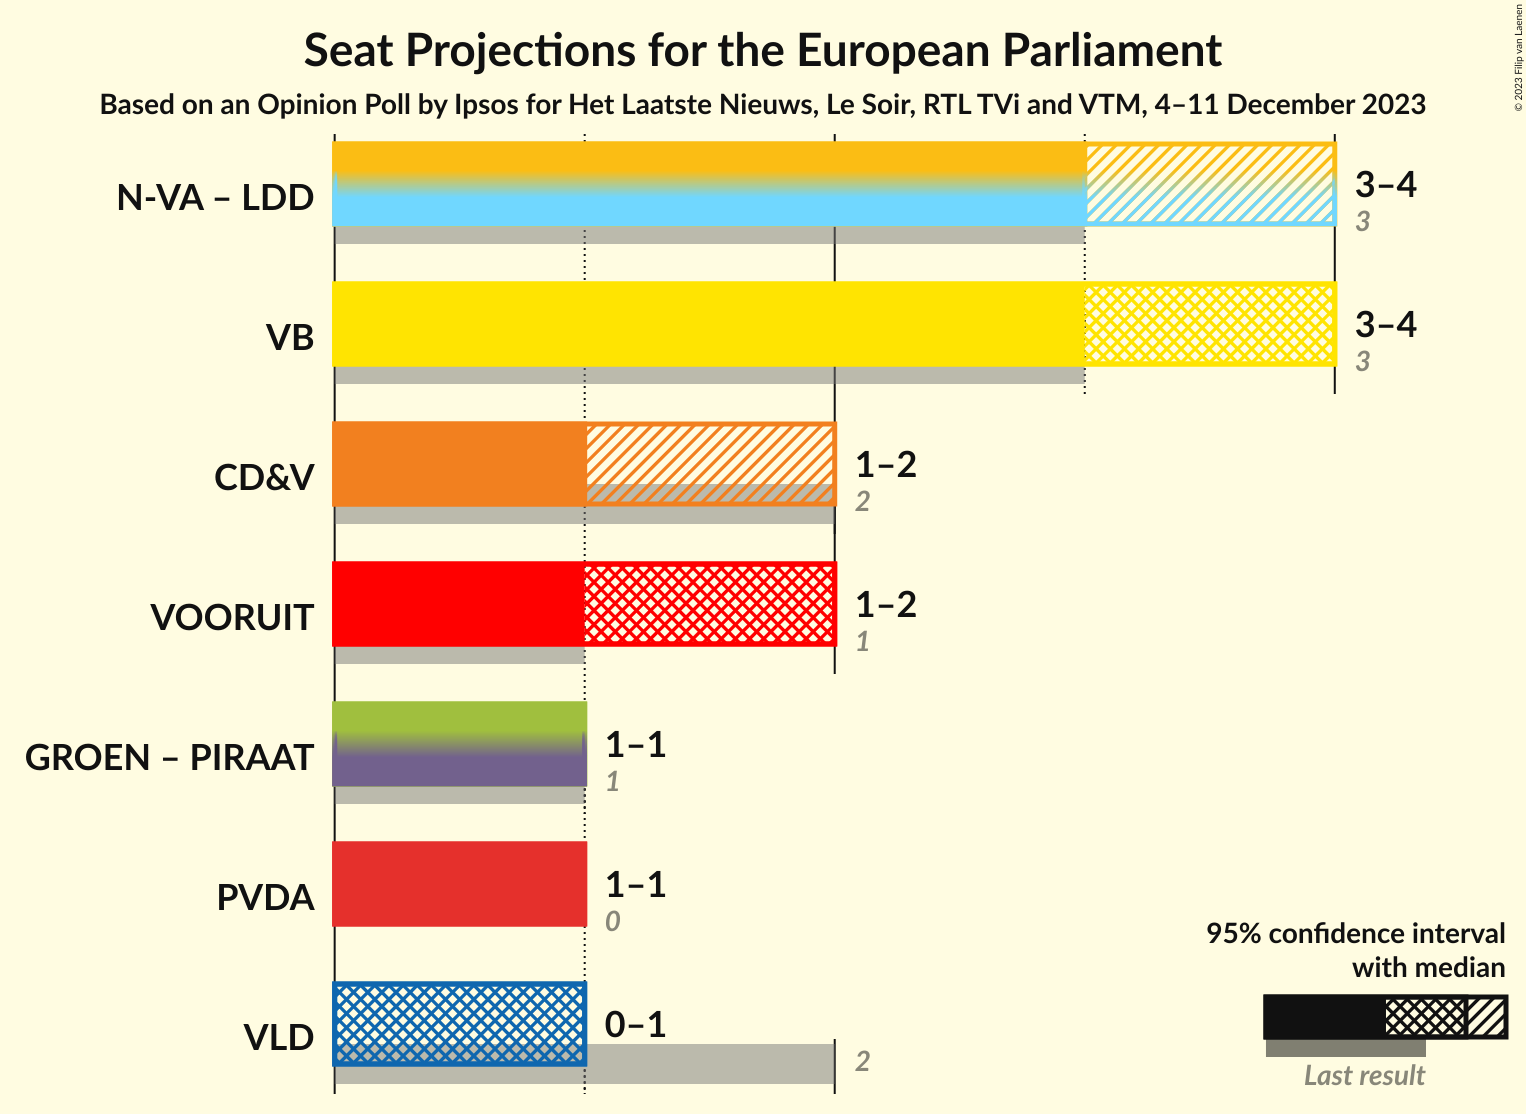 Seat Projections for the European Parliament
Based on an Opinion Poll by Ipsos for Het Laatste Nieuws, Le Soir, RTL TVi and VTM, 4–11 December 2023
© 2023 Filip van Laenen
N-VA – LDD
3–4
3
VB
3–4
3
CD&V
1–2
2
VOORUIT
1–2
1
GROEN – PIRAAT
1–1
1
PVDA
1–1
0
VLD
0–1
2
95% confidence interval
with median
Last result